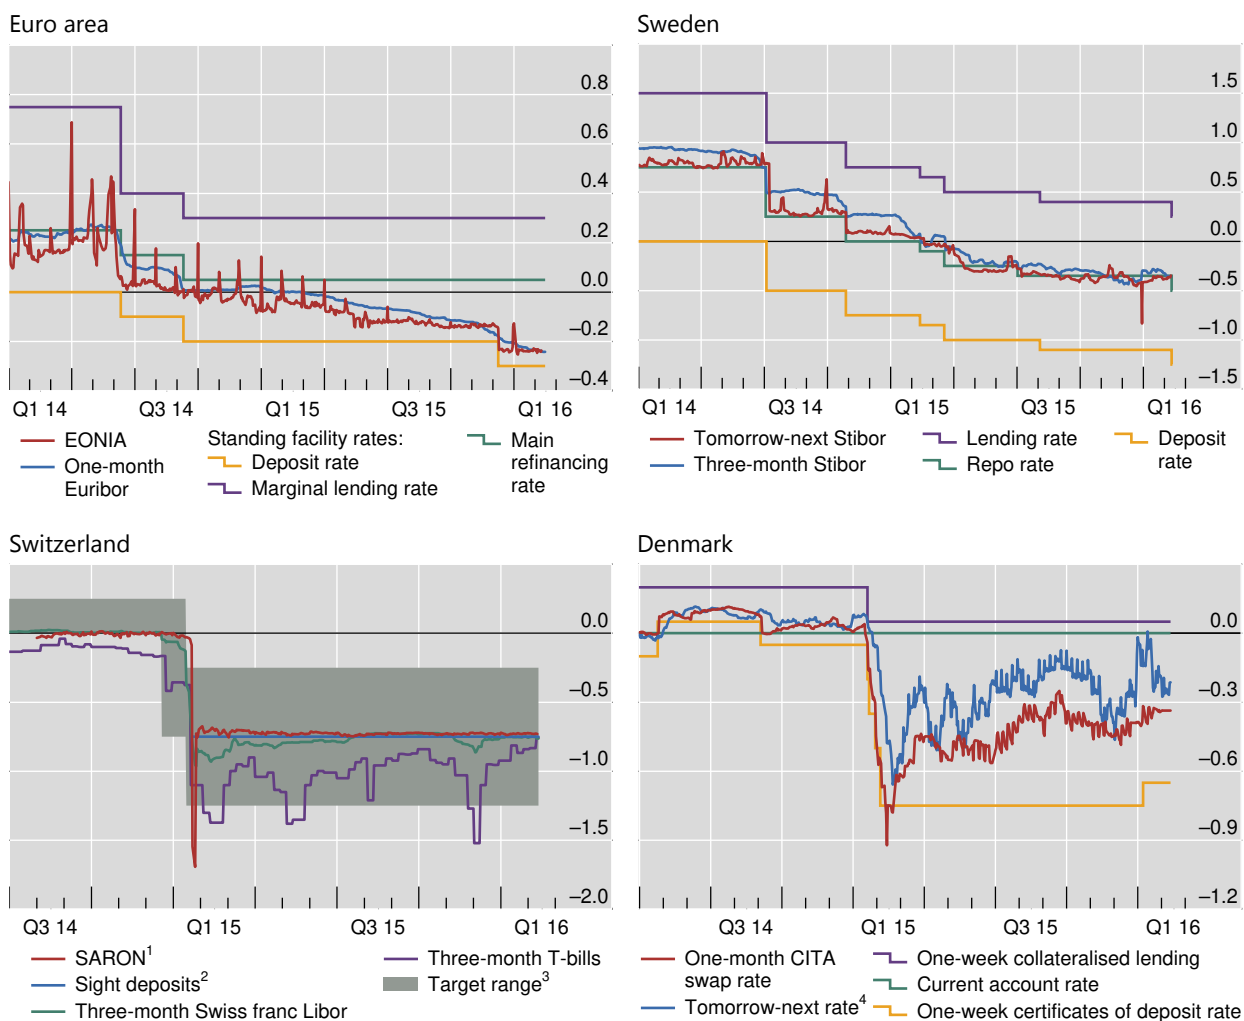 Euro area
0.8
0.6
0.4
0.2
0.0
–0.2
–0.4
Q1 14 Q3 14 Q1 15 Q3 15 Q1 16
EONIA
One-month
Euribor
Standing facility rates:
Deposit rate
Marginal lending rate
Main
refinancing
rate
Sweden
1.5
1.0
0.5
0.0
–0.5
–1.0
–1.5
Q1 14 Q3 14 Q1 15 Q3 15 Q1 16
Tomorrow-next Stibor
Three-month Stibor
Lending rate
Repo rate
Deposit
rate
Switzerland
0.0
–0.5
–1.0
–1.5
–2.0
Q3 14 Q1 15 Q3 15 Q1 16
SARON1
Sight deposits2
Three-month Swiss franc Libor
Three-month T-bills
Target range3
Denmark
0.0
–0.3
–0.6
–0.9
–1.2
Q3 14 Q1 15 Q3 15 Q1 16
One-month CITA
swap rate
Tomorrow-next rate4
One-week collateralised lending
Current account rate
One-week certificates of deposit rate